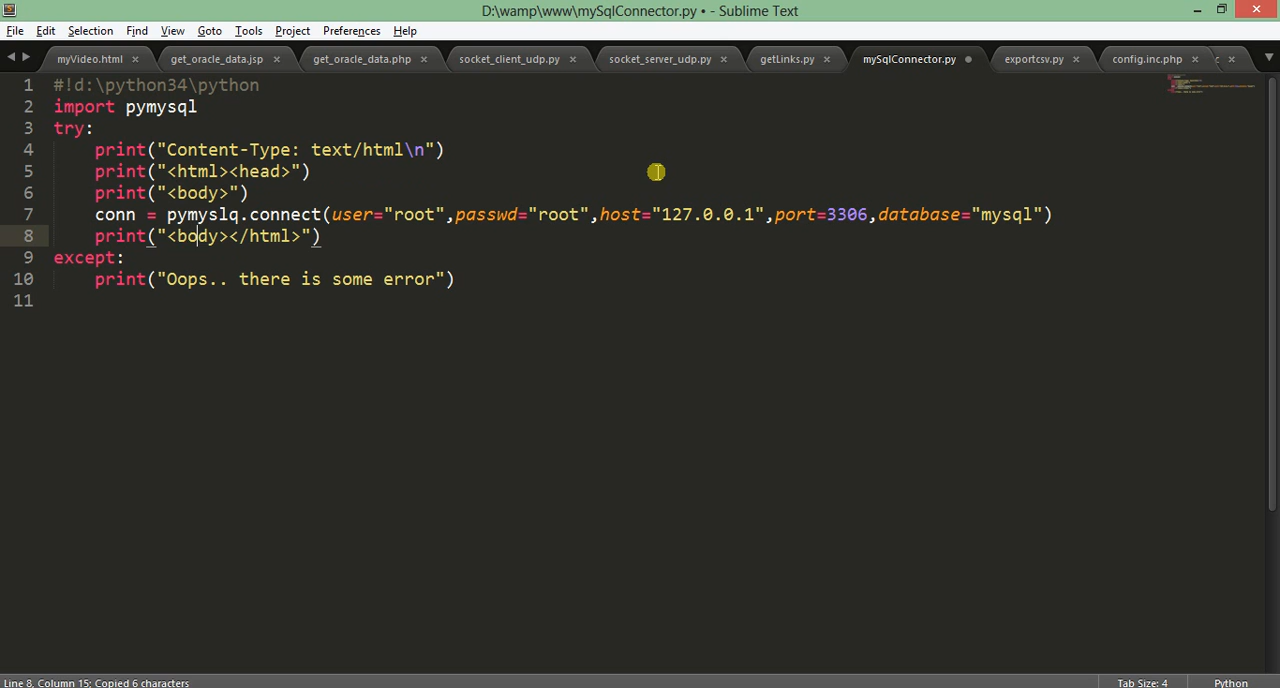 D:\wamp\www\mySqlConnector.py • - Sublime Text
File Edit Selection Find View Goto Tools Project Preferences Help
myVideo.html × get_oracle_data.jsp × get_oracle_data.php × socket_client_udp.py × socket_server_udp.py × getLinks.py × mySqlConnector.py exportcsv.py × config.inc.php × c ×
1 #!d:\python34\python
2 import pymysql
3 try:
4 print("Content-Type: text/html\n")
5 print("<html><head>")
6 print("<body>")
7 conn = pymyslq.connect(user="root",passwd="root",host="127.0.0.1",port=3306,database="mysql")
8 print("<body></html>")
9 except:
10 print("Oops.. there is some error")
11
Line 8, Column 15; Copied 6 characters Tab Size: 4 Python